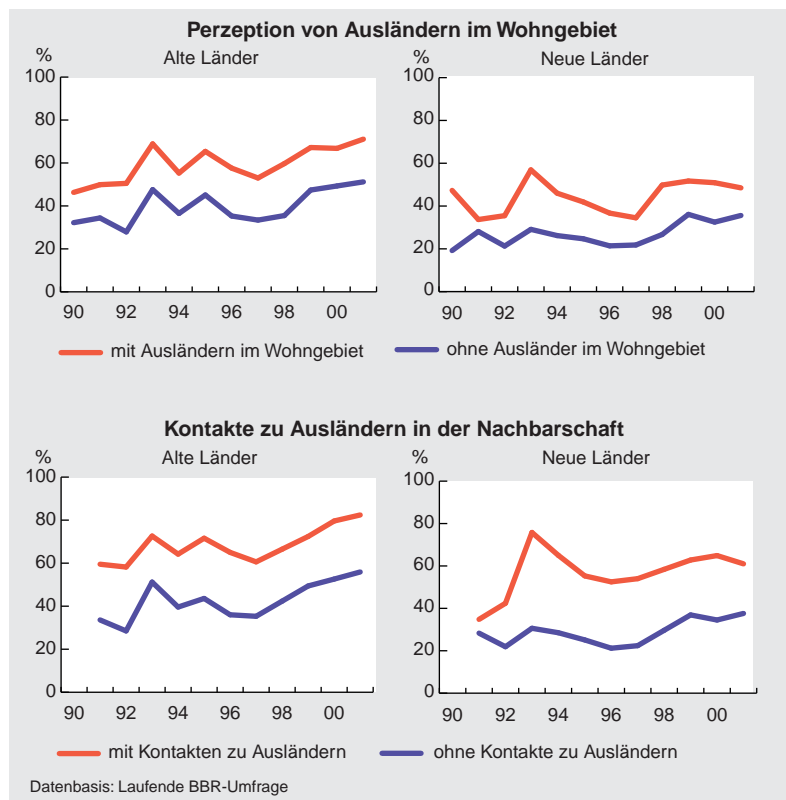 Perzeption von Ausländern im Wohngebiet
% Alte Länder
100
80
60
40
20
0
90 92 94 96 98 00
% Neue Länder
100
80
60
40
20
0
90 92 94 96 98 00
mit Ausländern im Wohngebiet ohne Ausländer im Wohngebiet
Kontakte zu Ausländern in der Nachbarschaft
% Alte Länder
100
80
60
40
20
0
90 92 94 96 98 00
% Neue Länder
100
80
60
40
20
0
90 92 94 96 98 00
mit Kontakten zu Ausländern ohne Kontakte zu Ausländern
Datenbasis: Laufende BBR-Umfrage